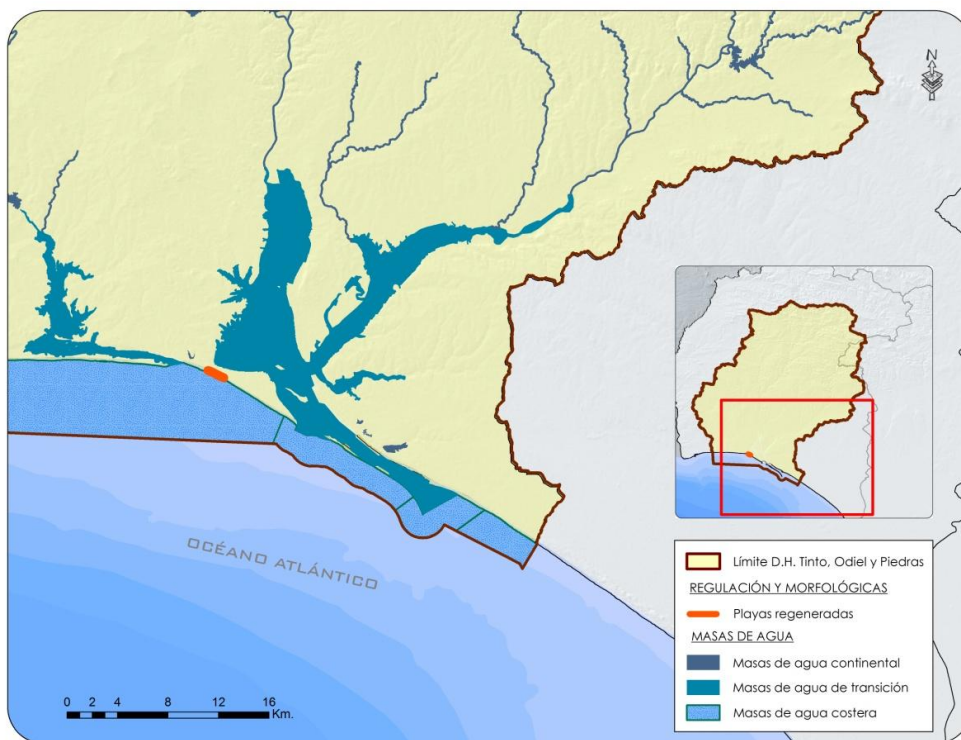 N
OCÉANO ATLÁNTICO
Límite D.H. Tinto, Odiel y Piedras
REGULACIÓN Y MORFOLÓGICAS
Playas regeneradas
MASAS DE AGUA
Masas de agua continental
Masas de agua de transición
Masas de agua costera
0 2 4 8 12 16
Km.